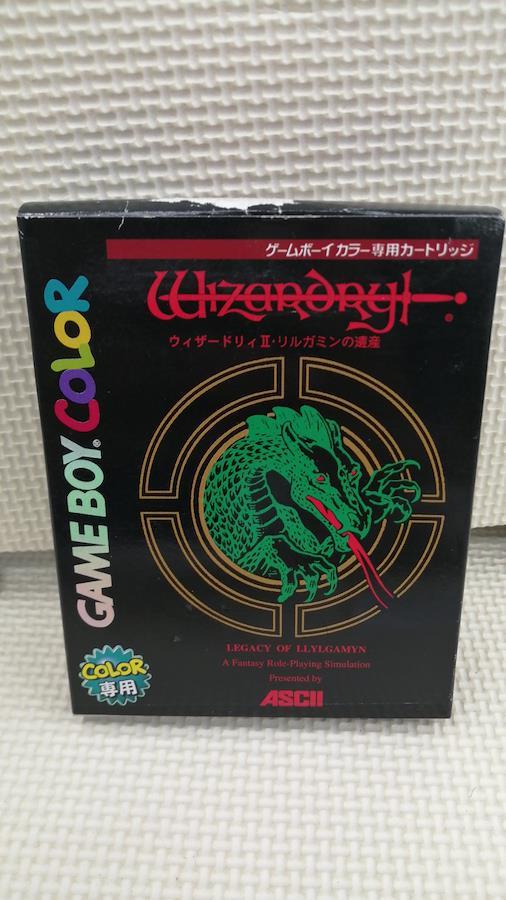 ゲームボーイカラー専用カートリッジ
Wizardry
®
ウィザードリィⅡ・リルガミンの遺産
GAME BOY® COLOR
LEGACY OF LLYLGAMYN
A Fantasy Role-Playing Simulation
Presented by
ASCII
COLOR
専用